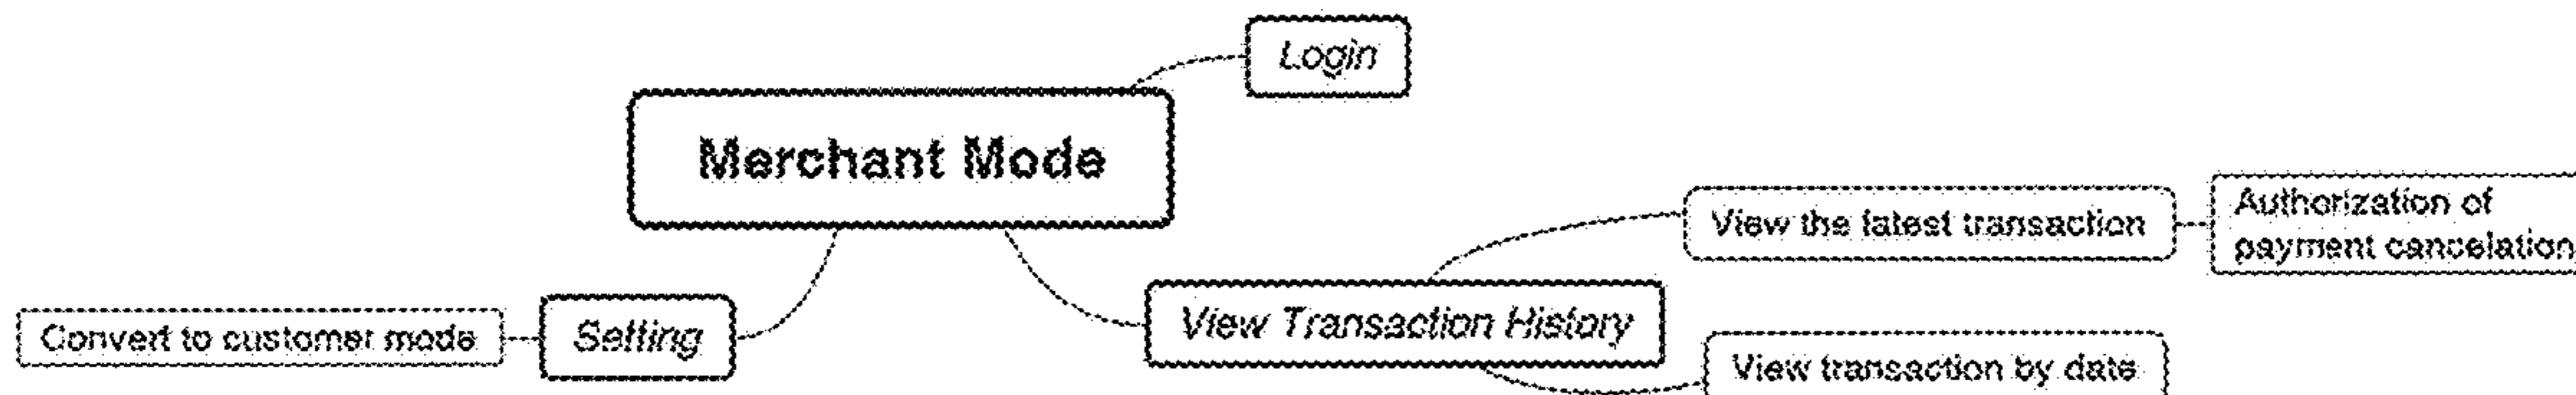 Login
Merchant Mode
View the latest transaction
Authorization of
payment cancelation
Convert to customer mode
Setting
View Transaction History
View transaction by date